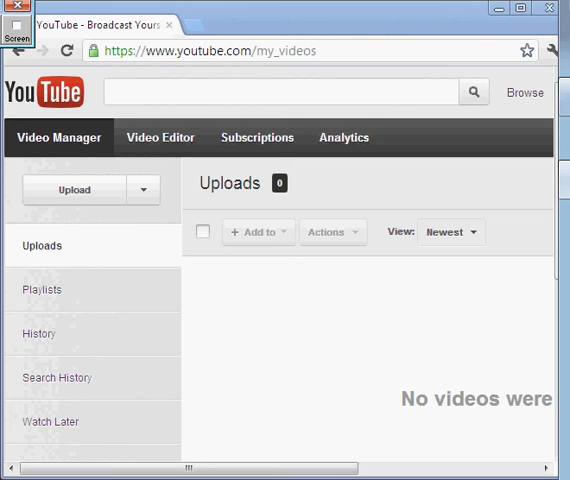 YouTube - Broadcast Yours
Screen
https://www.youtube.com/my_videos
YouTube
Browse
Video Manager
Video Editor
Subscriptions
Analytics
Upload
Uploads 0
+ Add to
Actions
View:
Newest
Uploads
Playlists
History
Search History
Watch Later
No videos were